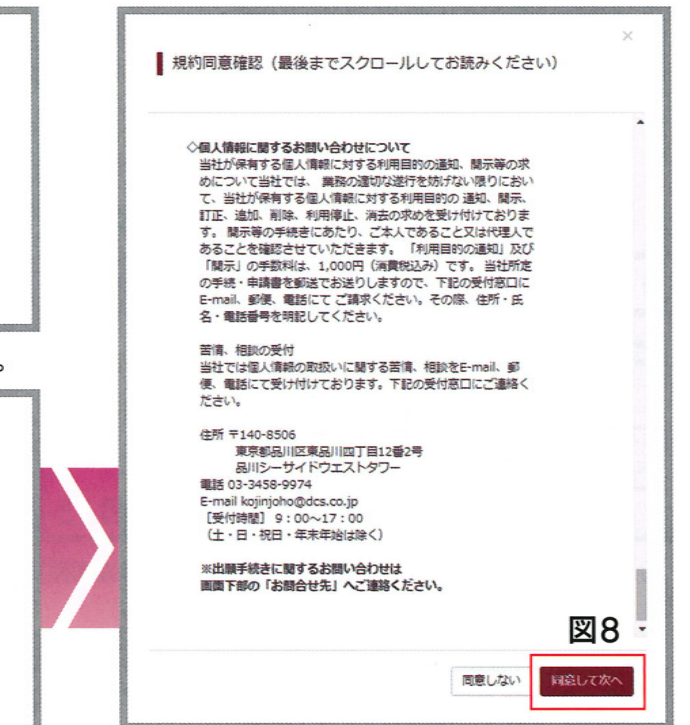 規約同意確認（最後までスクロールしてお読みください）
×
◇個人情報に関するお問い合わせについて
当社が保有する個人情報に対する利用目的の通知、開示等の求
めについて当社では、 業務の適切な遂行を妨げない限りにおい
て、当社が保有する個人情報に対する利用目的の 通知、開示、
訂正、追加、削除、利用停止、消去の求めを受け付けておりま
す。 開示等の手続きにあたり、ご本人であること又は代理人で
あることを確認させていただきます。 「利用目的の通知」及び
「開示」の手数料は、1,000円（消費税込み）です。 当社所定
の手続・申請書を郵送でお送りしますので、下記の受付窓口に
E-mail、郵便、電話にて ご請求ください。その際、住所・氏
名・電話番号を明記してください。
苦情、相談の受付
当社では個人情報の取扱いに関する苦情、相談をE-mail、郵
便、電話にて受け付けております。下記の受付窓口にご連絡く
ださい。
住所 〒140-8506
東京都品川区東品川四丁目12番2号
品川シーサイドウエストタワー
電話 03-3458-9974
E-mail kojinjoho@dcs.co.jp
［受付時間］ 9：00～17：00
（土・日・祝日・年末年始は除く）
※出願手続きに関するお問い合わせは
画面下部の「お問合せ先」へご連絡ください。
図8
同意しない
同意して次へ
。